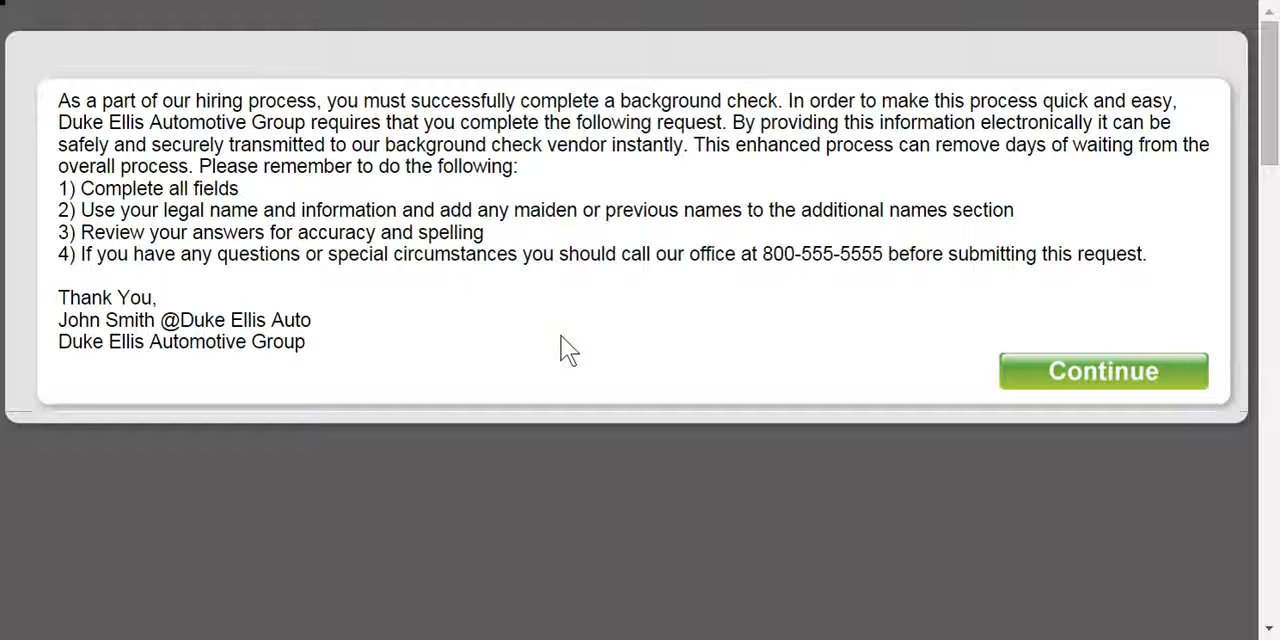 As a part of our hiring process, you must successfully complete a background check. In order to make this process quick and easy,
Duke Ellis Automotive Group requires that you complete the following request. By providing this information electronically it can be
safely and securely transmitted to our background check vendor instantly. This enhanced process can remove days of waiting from the
overall process. Please remember to do the following:
1) Complete all fields
2) Use your legal name and information and add any maiden or previous names to the additional names section
3) Review your answers for accuracy and spelling
4) If you have any questions or special circumstances you should call our office at 800-555-5555 before submitting this request.
Thank You,
John Smith @Duke Ellis Auto
Duke Ellis Automotive Group
Continue